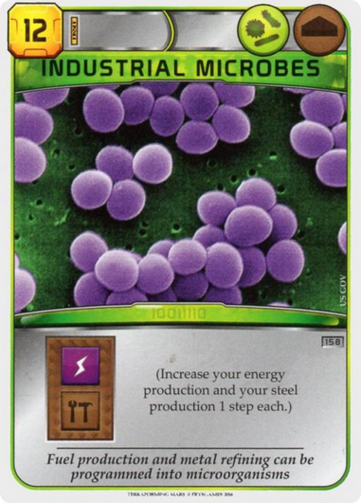 12
INDUSTRIAL MICROBES
US GOV
158
(Increase your energy
production and your steel
production 1 step each.)
Fuel production and metal refining can be
programmed into microorganisms
TERRAFORMING MARS © FRYXGAMES 2016